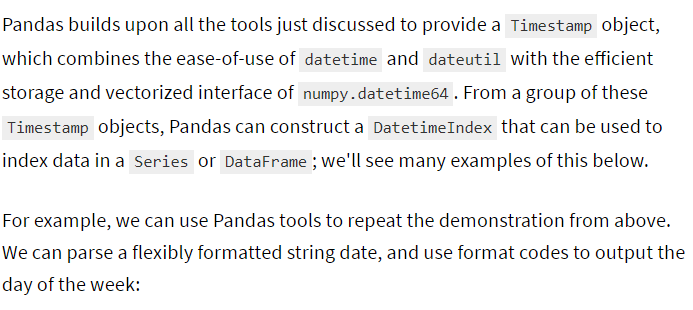 Pandas builds upon all the tools just discussed to provide a Timestamp object,
which combines the ease-of-use of datetime and dateutil with the efficient
storage and vectorized interface of numpy.datetime64. From a group of these
Timestamp objects, Pandas can construct a DatetimeIndex that can be used to
index data in a Series or DataFrame; we'll see many examples of this below.
For example, we can use Pandas tools to repeat the demonstration from above.
We can parse a flexibly formatted string date, and use format codes to output the
day of the week: